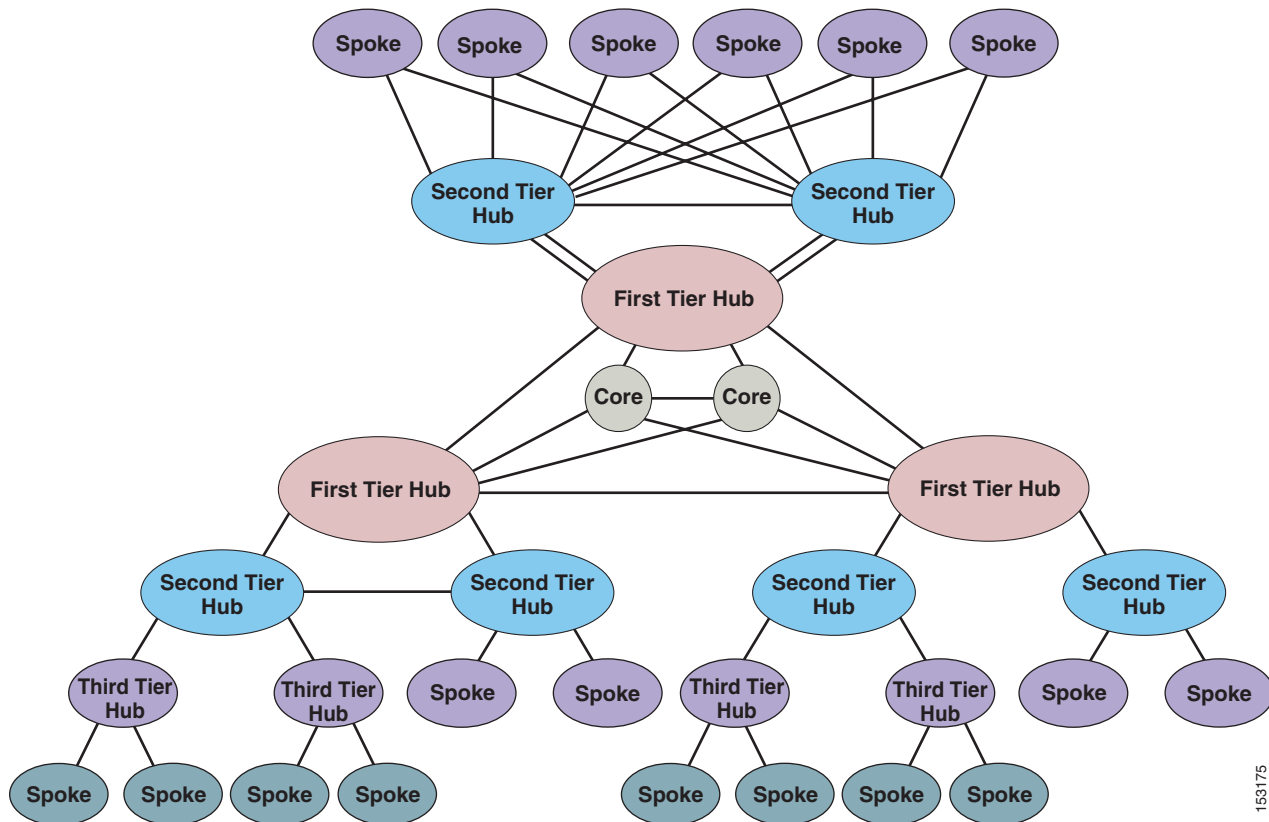 Spoke Spoke Spoke Spoke Spoke Spoke
Second Tier Second Tier
Hub Hub
First Tier Hub
Core Core
First Tier Hub First Tier Hub
Second Tier Second Tier Second Tier Second Tier
Hub Hub Hub Hub
Third Tier Third Tier Spoke Spoke Third Tier Third Tier Spoke Spoke
Hub Hub Hub Hub
Spoke Spoke Spoke Spoke Spoke Spoke Spoke Spoke
153175